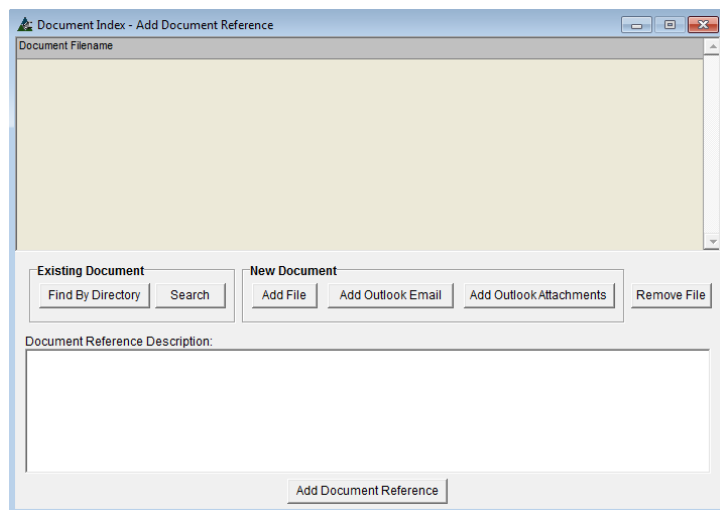 Document Index - Add Document Reference
Document Filename
Existing Document New Document
Find By Directory Search Add File Add Outlook Email Add Outlook Attachments Remove File
Document Reference Description:
Add Document Reference